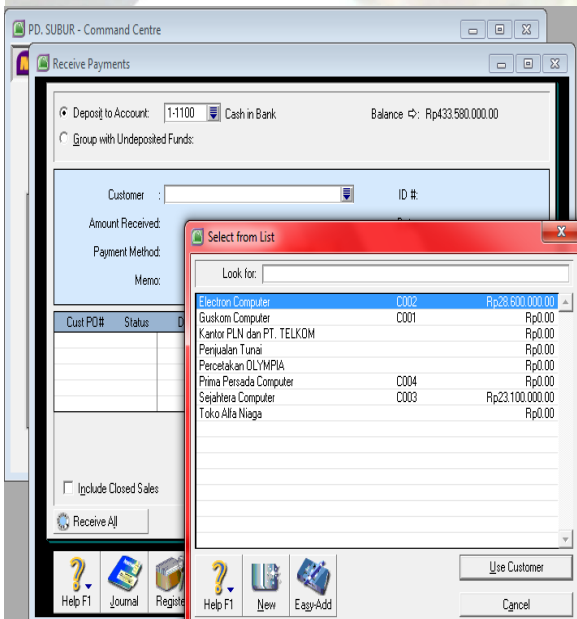 PD. SUBUR - Command Centre
Receive Payments
Deposit to Account: 1-1100 Cash in Bank Balance ⇨: Rp433.580.000.00
Group with Undeposited Funds:
Customer : ID #:
Amount Received:
Payment Method:
Memo:
Cust PO# Status D
Include Closed Sales
Receive All
Help F1 Journal Registe
Select from List
Look for:
Electron Computer C002 Rp28.600.000.00
Guskom Computer C001 Rp0.00
Kantor PLN dan PT. TELKOM Rp0.00
Penjualan Tunai Rp0.00
Percetakan OLYMPIA Rp0.00
Prima Persada Computer C004 Rp0.00
Sejahtera Computer C003 Rp23.100.000.00
Toko Alfa Niaga Rp0.00
Help F1 New Easy-Add
Use Customer
Cancel